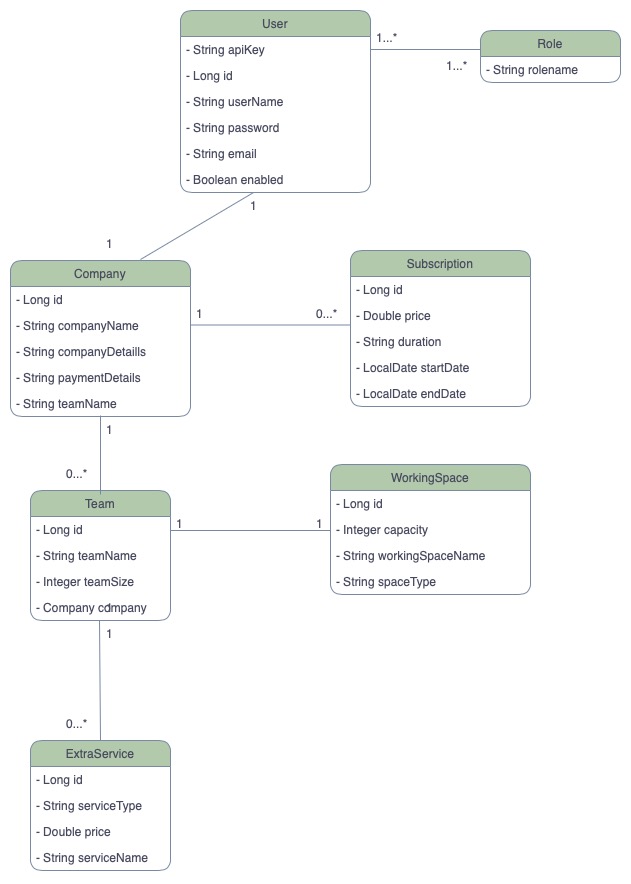 User
- String apiKey
- Long id
- String userName
- String password
- String email
- Boolean enabled
1...*
1...*
Role
- String rolename
1
1
Company
- Long id
- String companyName
- String companyDetaills
- String paymentDetails
- String teamName
1
0...*
Subscription
- Long id
- Double price
- String duration
- LocalDate startDate
- LocalDate endDate
1
0...*
Team
- Long id
- String teamName
- Integer teamSize
- Company company
1
1
WorkingSpace
- Long id
- Integer capacity
- String workingSpaceName
- String spaceType
1
0...*
ExtraService
- Long id
- String serviceType
- Double price
- String serviceName